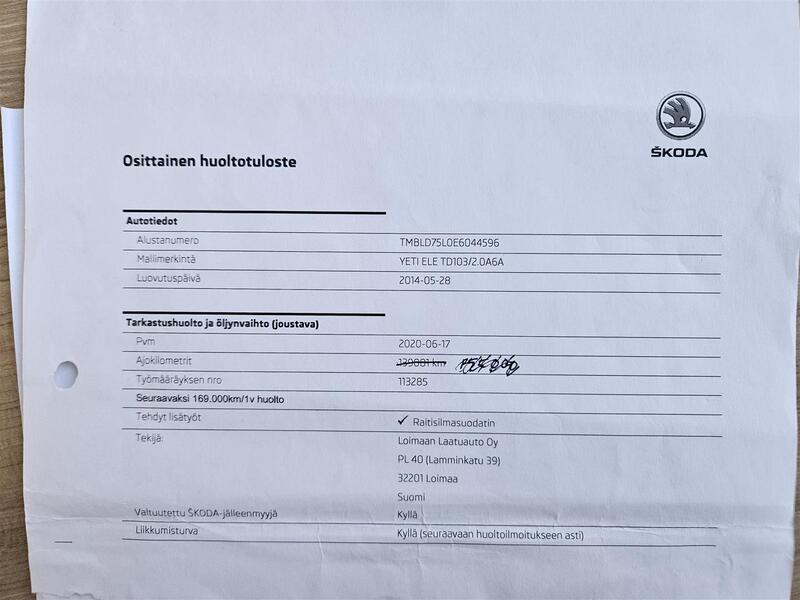 ŠKODA
Osittainen huoltotuloste
Autotiedot
Alustanumero TMBLD75L0E6044596
Mallimerkintä YETI ELE TD103/2.0A6A
Luovutuspäivä 2014-05-28
Tarkastushuolto ja öljynvaihto (joustava)
Pvm 2020-06-17
Ajokilometrit 139881 km
Työmääräyksen nro 113285
Seuraavaksi 169.000km/1v huolto
Tehdyt lisätyöt ✓ Raitisilmasuodatin
Tekijä: Loimaan Laatuauto Oy
PL 40 (Lamminkatu 39)
32201 Loimaa
Suomi
Valtuutettu ŠKODA-jälleenmyyjä Kyllä
Liikkumisturva Kyllä (seuraavaan huoltoilmoitukseen asti)